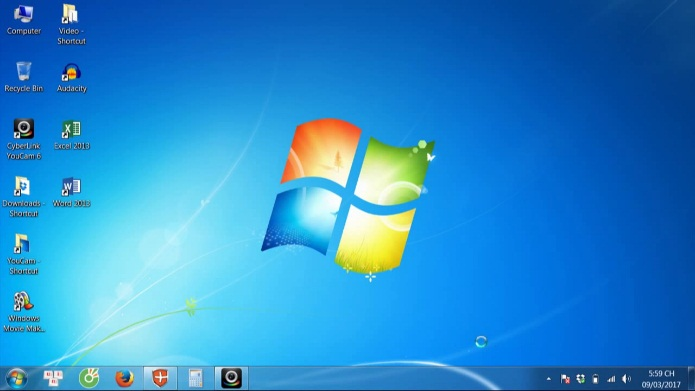 Computer
Video -
Shortcut
Recycle Bin
Audacity
CyberLink
YouCam 6
Excel 2013
Downloads -
Shortcut
Word 2013
YouCam -
Shortcut
Windows
Movie Mak...
5:59 CH
09/03/2017